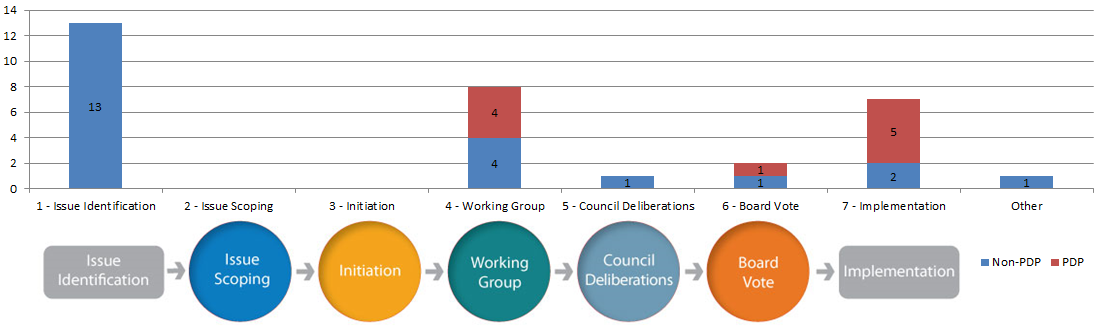 14
12
10
8
6
4
2
0
13
4
4
1
1
1
5
2
1
1 - Issue Identification
2 - Issue Scoping
3 - Initiation
4 - Working Group
5 - Council Deliberations
6 - Board Vote
7 - Implementation
Other
Issue
Identification
Issue
Scoping
Initiation
Working
Group
Council
Deliberations
Board
Vote
Implementation
Non-PDP
PDP